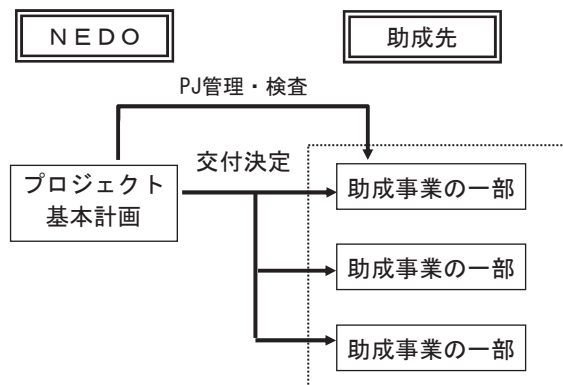 ＮＥＤＯ
助成先
PJ管理・検査
交付決定
プロジェクト
基本計画
助成事業の一部
助成事業の一部
助成事業の一部